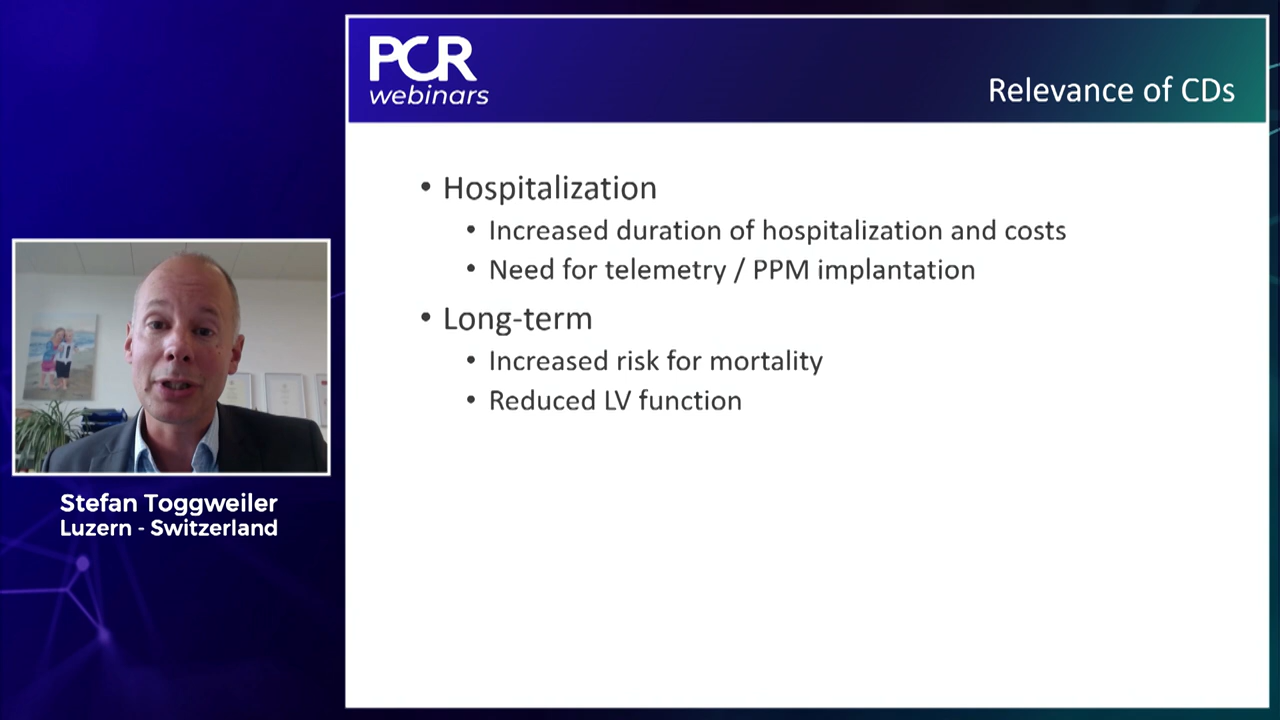 PCR
webinars
Relevance of CDs
• Hospitalization
• Increased duration of hospitalization and costs
• Need for telemetry / PPM implantation
• Long-term
• Increased risk for mortality
• Reduced LV function
Stefan Toggweiler
Luzern - Switzerland